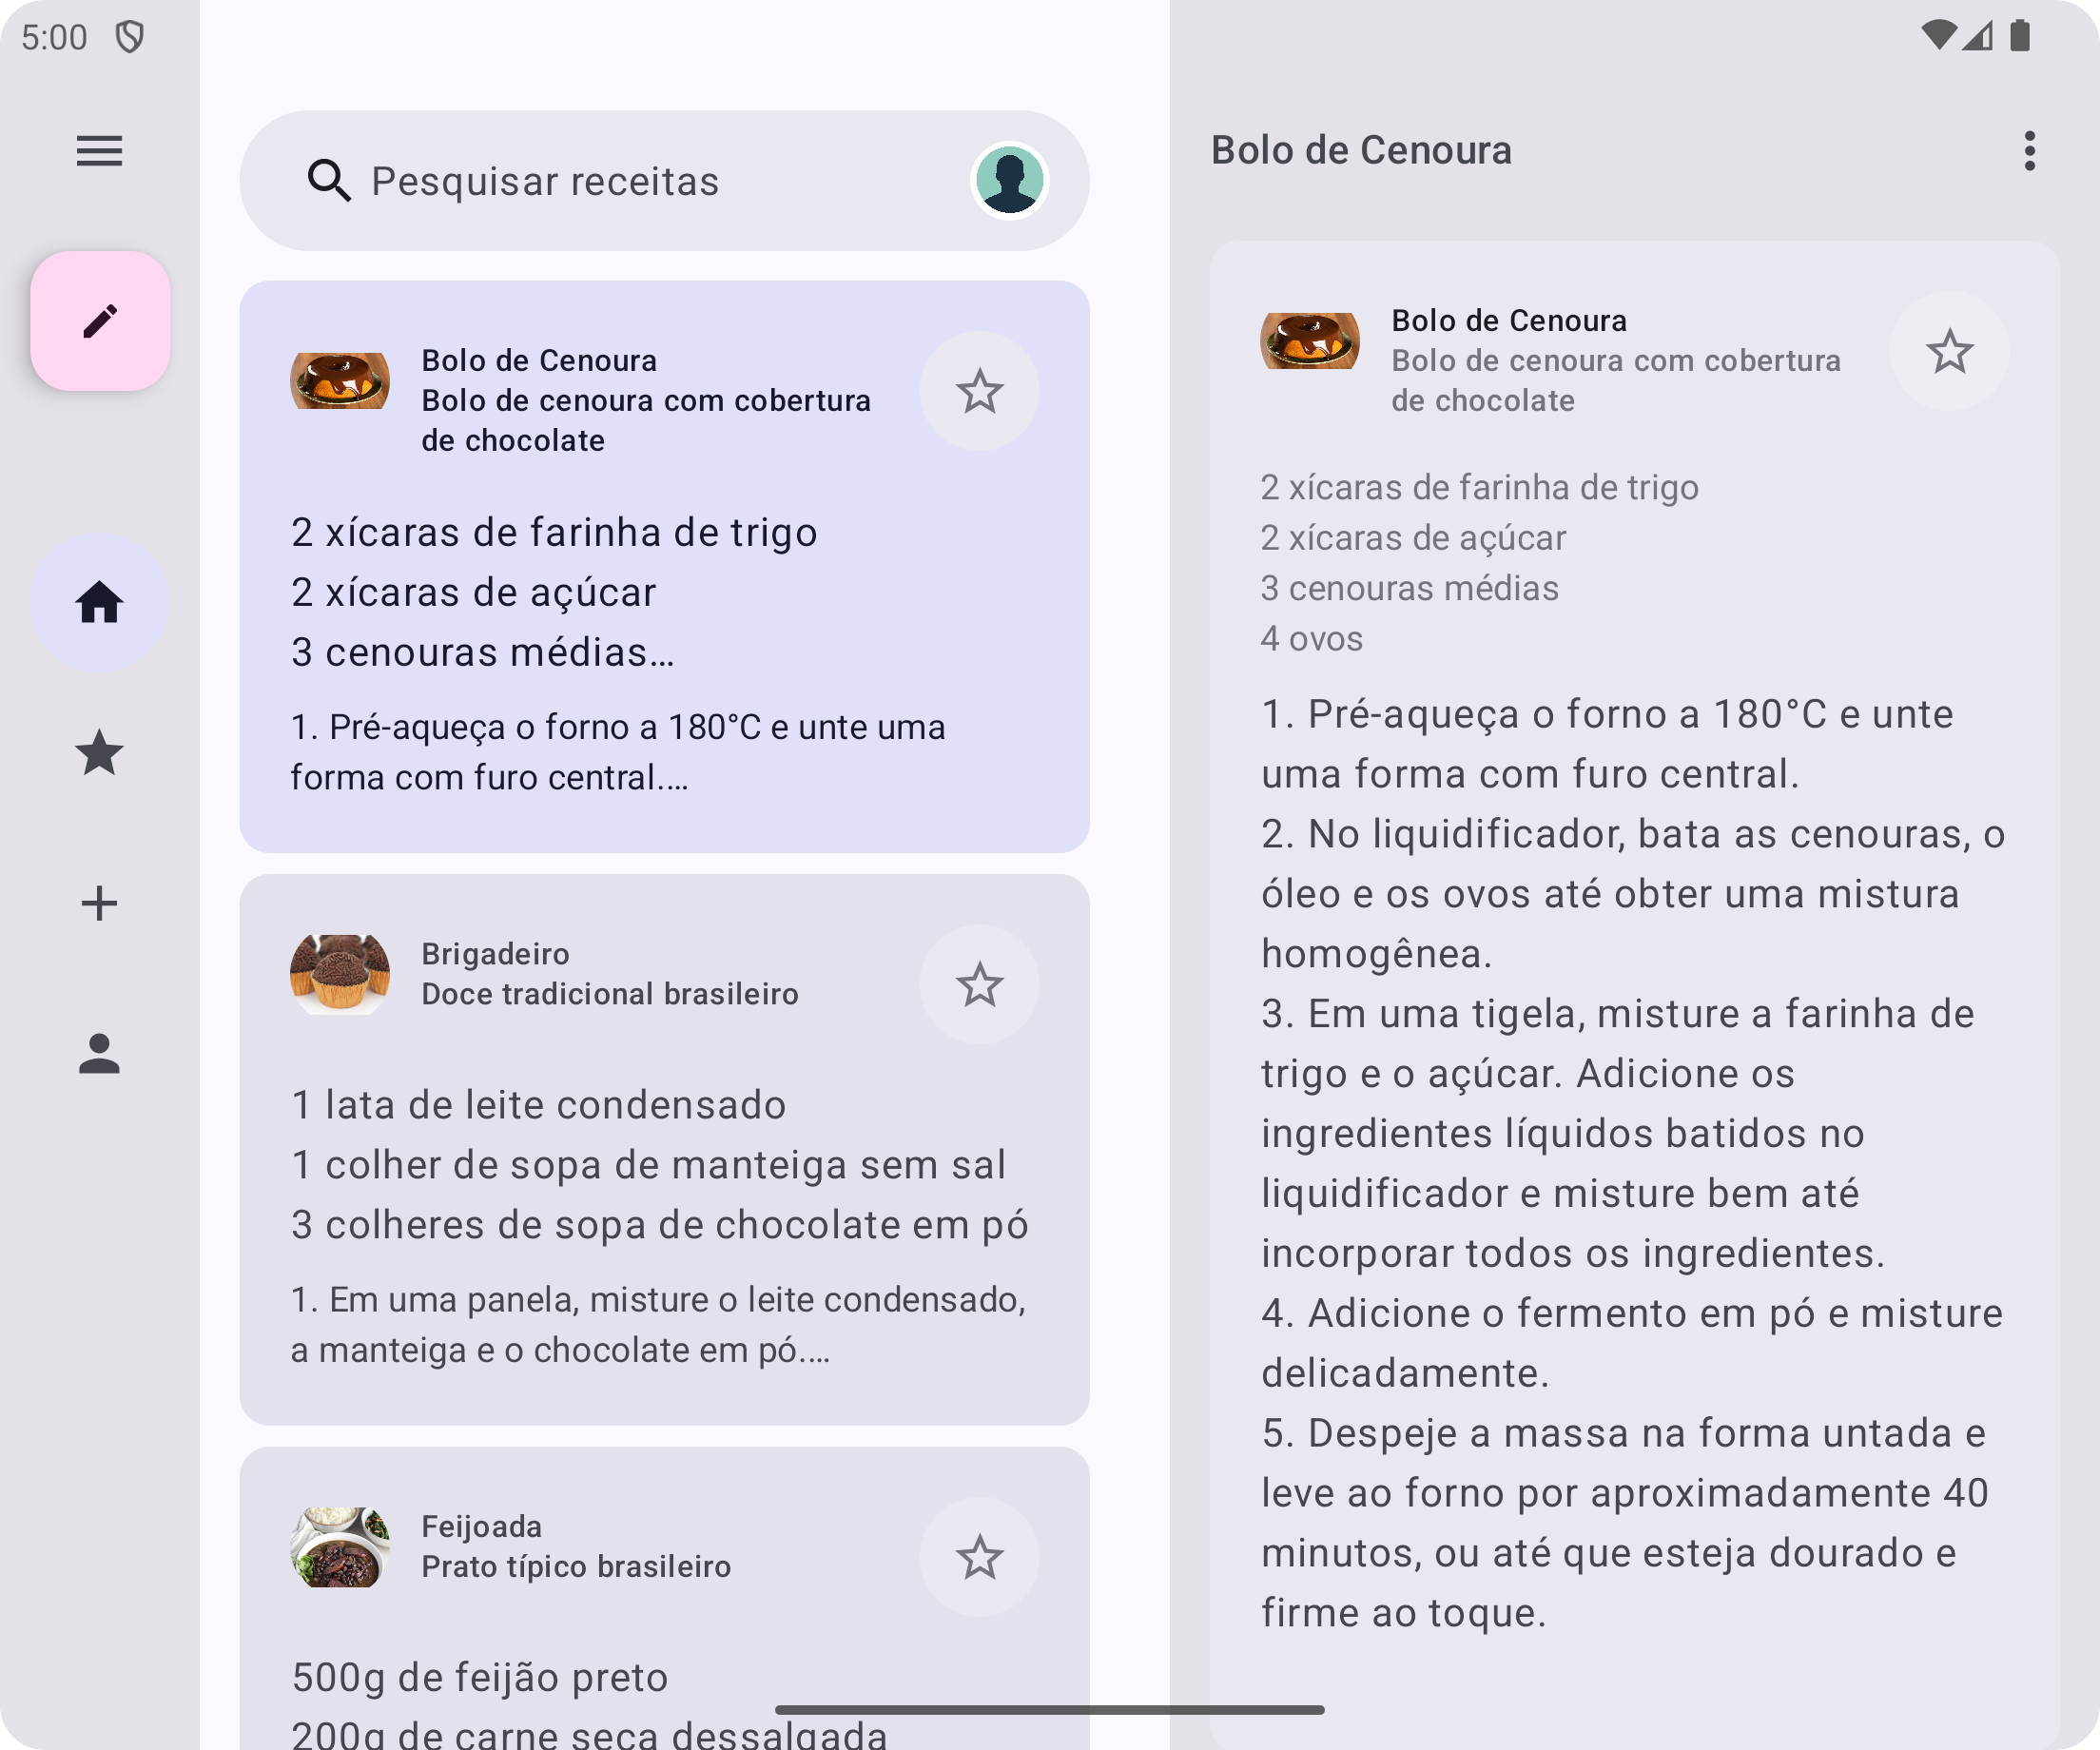 5:00
Pesquisar receitas
Bolo de Cenoura
Bolo de cenoura com cobertura
de chocolate
2 xícaras de farinha de trigo
2 xícaras de açúcar
3 cenouras médias…
1. Pré-aqueça o forno a 180°C e unte uma
forma com furo central.…
Brigadeiro
Doce tradicional brasileiro
1 lata de leite condensado
1 colher de sopa de manteiga sem sal
3 colheres de sopa de chocolate em pó
1. Em uma panela, misture o leite condensado,
a manteiga e o chocolate em pó.…
Feijoada
Prato típico brasileiro
500g de feijão preto
200g de carne seca dessalgada
Bolo de Cenoura
Bolo de Cenoura
Bolo de cenoura com cobertura
de chocolate
2 xícaras de farinha de trigo
2 xícaras de açúcar
3 cenouras médias
4 ovos
1. Pré-aqueça o forno a 180°C e unte
uma forma com furo central.
2. No liquidificador, bata as cenouras, o
óleo e os ovos até obter uma mistura
homogênea.
3. Em uma tigela, misture a farinha de
trigo e o açúcar. Adicione os
ingredientes líquidos batidos no
liquidificador e misture bem até
incorporar todos os ingredientes.
4. Adicione o fermento em pó e misture
delicadamente.
5. Despeje a massa na forma untada e
leve ao forno por aproximadamente 40
minutos, ou até que esteja dourado e
firme ao toque.